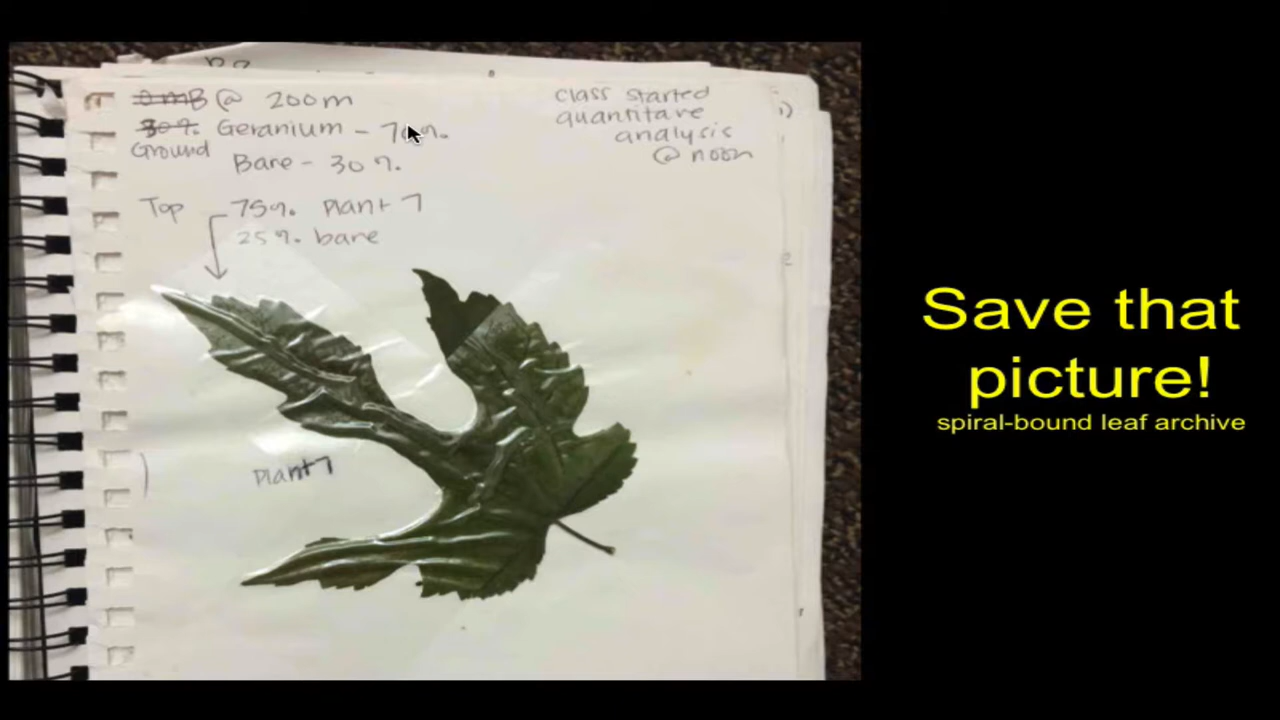 @ 200m
Geranium - 70%
Ground
Bare - 30%
Top 75% Plant 7
25% bare
class started
quantitave
analysis
@ noon
Plant 7
Save that
picture!
spiral-bound leaf archive